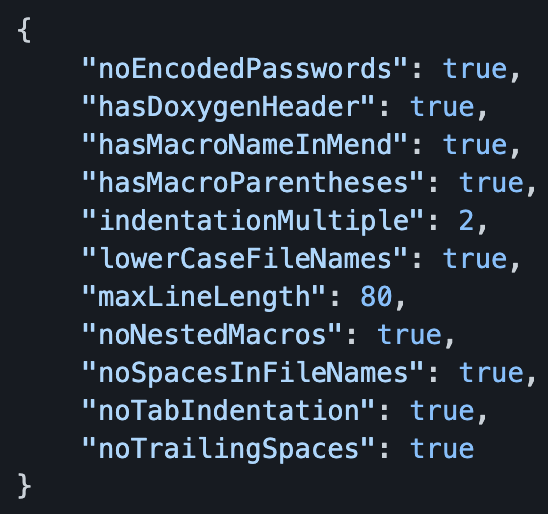 {
    "noEncodedPasswords": true,
    "hasDoxygenHeader": true,
    "hasMacroNameInMend": true,
    "hasMacroParentheses": true,
    "indentationMultiple": 2,
    "lowerCaseFileNames": true,
    "maxLineLength": 80,
    "noNestedMacros": true,
    "noSpacesInFileNames": true,
    "noTabIndentation": true,
    "noTrailingSpaces": true
}